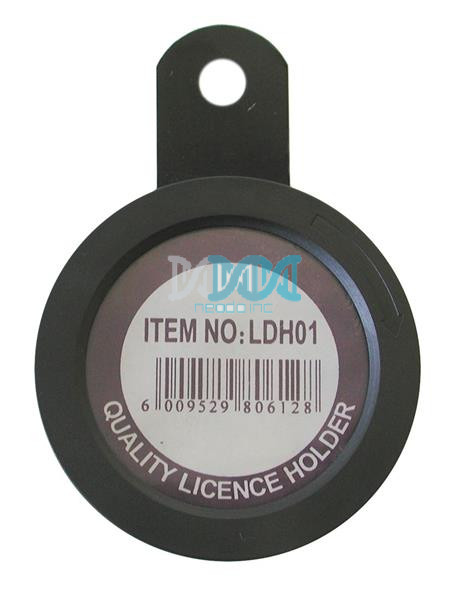 ITEM NO: LDH01
6 009529 806128
QUALITY LICENCE HOLDER